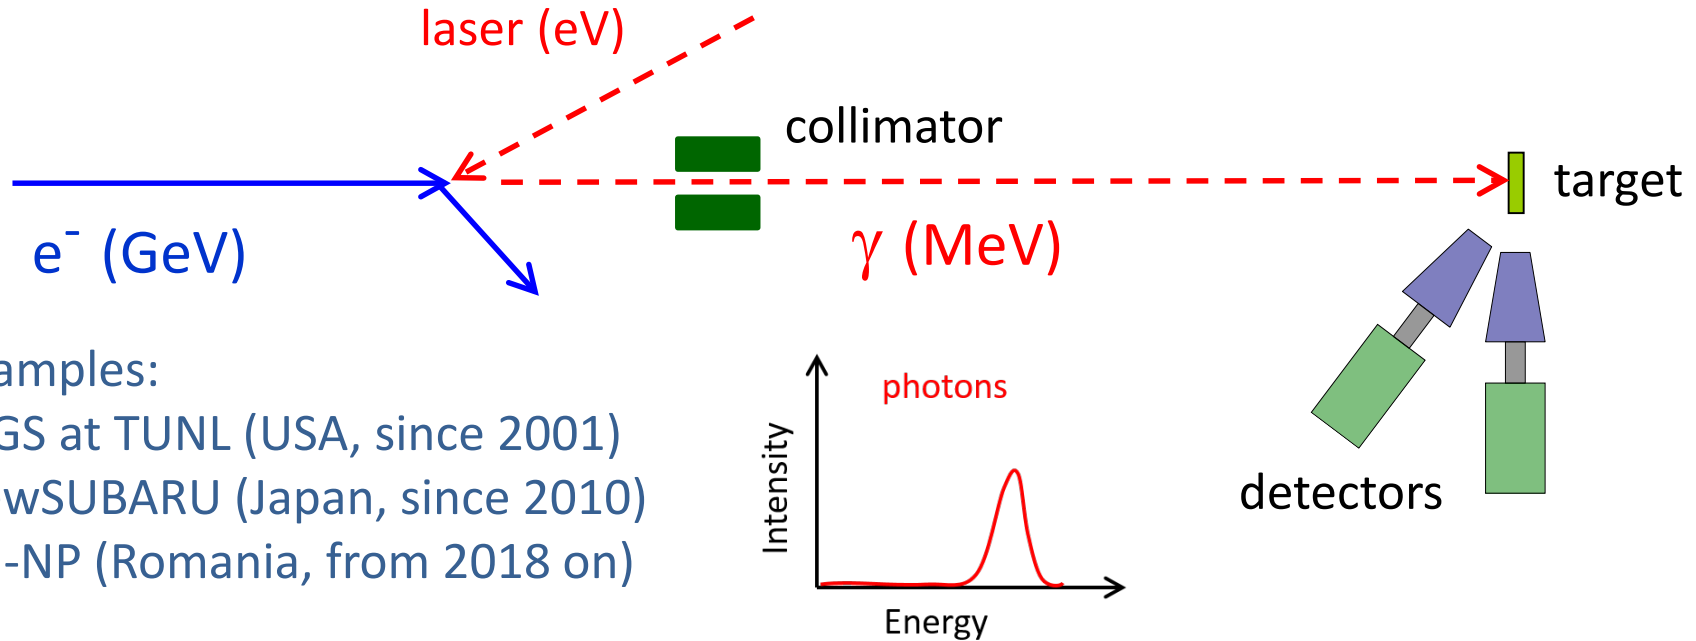 laser (eV)
collimator
target
e⁻ (GeV)
γ (MeV)
amples:
GS at TUNL (USA, since 2001)
wSUBARU (Japan, since 2010)
-NP (Romania, from 2018 on)
photons
Intensity
Energy
detectors